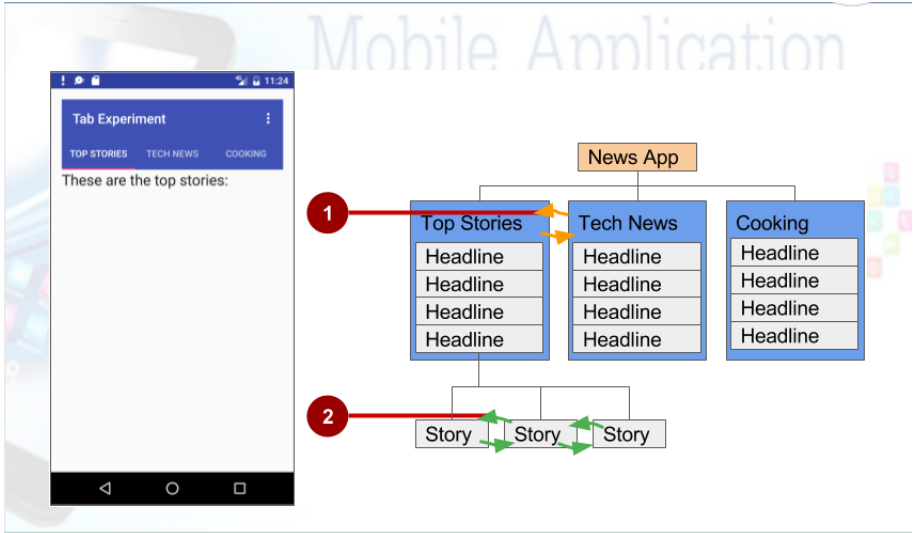 Mobile Application
11:24
Tab Experiment
TOP STORIES TECH NEWS COOKING
These are the top stories:
News App
1
Top Stories
Headline
Headline
Headline
Headline
Tech News
Headline
Headline
Headline
Headline
Cooking
Headline
Headline
Headline
Headline
2
Story Story Story